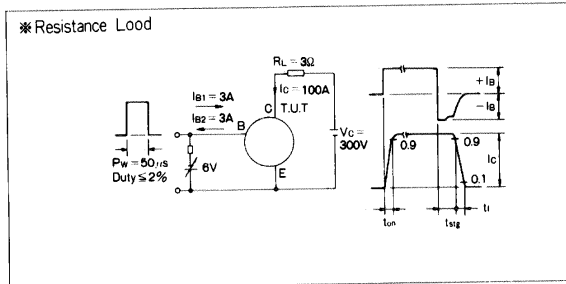 ※Resistance Lood
RL=3Ω
IC=100A
IB1=3A
IB2=3A
C
T.U.T
B
E
6V
VC=
300V
Pw=50μs
Duty≦2%
+IB
-IB
0.9
0.9
IC
0.1
ton
tstg
tf